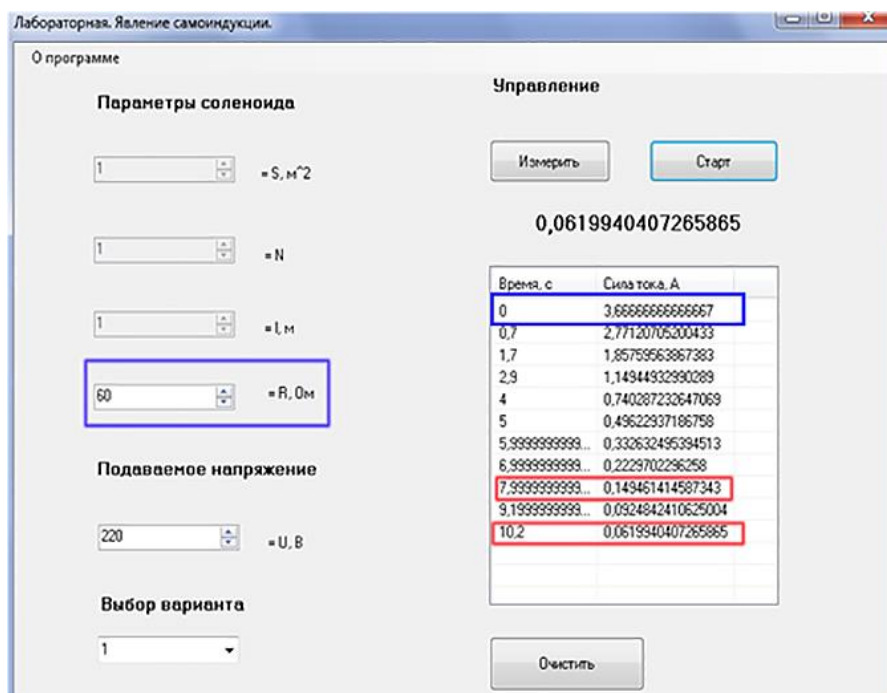 Лабораторная. Явление самоиндукции.
О программе
Параметры соленоида
1 = S, м^2
1 = N
1 = l, м
60 = R, Ом
Подаваемое напряжение
220 = U, В
Выбор варианта
1
Управление
Измерить Старт
0,0619940407265865
Время, с Сила тока, А
0 3,66666666666667
0,7 2,77120705200433
1,7 1,85759563867383
2,9 1,14944932990289
4 0,740287232647069
5 0,49622937186758
5,9999999999... 0,332632495394513
6,9999999999... 0,2229702296258
7,9999999999... 0,149461414587343
9,1999999999... 0,0924842410625004
10,2 0,0619940407265865
Очистить